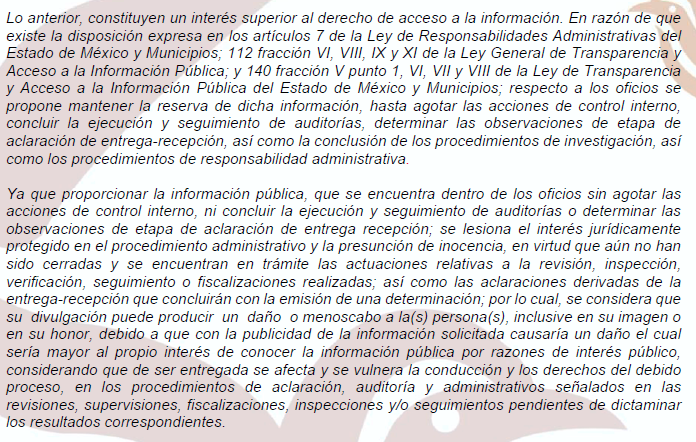 Lo anterior, constituyen un interés superior al derecho de acceso a la información. En razón de que
existe la disposición expresa en los artículos 7 de la Ley de Responsabilidades Administrativas del
Estado de México y Municipios; 112 fracción VI, VIII, IX y XI de la Ley General de Transparencia y
Acceso a la Información Pública; y 140 fracción V punto 1, VI, VII y VIII de la Ley de Transparencia
y Acceso a la Información Pública del Estado de México y Municipios; respecto a los oficios se
propone mantener la reserva de dicha información, hasta agotar las acciones de control interno,
concluir la ejecución y seguimiento de auditorías, determinar las observaciones de etapa de
aclaración de entrega-recepción, así como la conclusión de los procedimientos de investigación, así
como los procedimientos de responsabilidad administrativa.
Ya que proporcionar la información pública, que se encuentra dentro de los oficios sin agotar las
acciones de control interno, ni concluir la ejecución y seguimiento de auditorías o determinar las
observaciones de etapa de aclaración de entrega recepción; se lesiona el interés jurídicamente
protegido en el procedimiento administrativo y la presunción de inocencia, en virtud que aún no han
sido cerradas y se encuentran en trámite las actuaciones relativas a la revisión, inspección,
verificación, seguimiento o fiscalizaciones realizadas; así como las aclaraciones derivadas de la
entrega-recepción que concluirán con la emisión de una determinación; por lo cual, se considera que
su divulgación puede producir un daño o menoscabo a la(s) persona(s), inclusive en su imagen o
en su honor, debido a que con la publicidad de la información solicitada causaría un daño el cual
sería mayor al propio interés de conocer la información pública por razones de interés público,
considerando que de ser entregada se afecta y se vulnera la conducción y los derechos del debido
proceso, en los procedimientos de aclaración, auditoría y administrativos señalados en las
revisiones, supervisiones, fiscalizaciones, inspecciones y/o seguimientos pendientes de dictaminar
los resultados correspondientes.